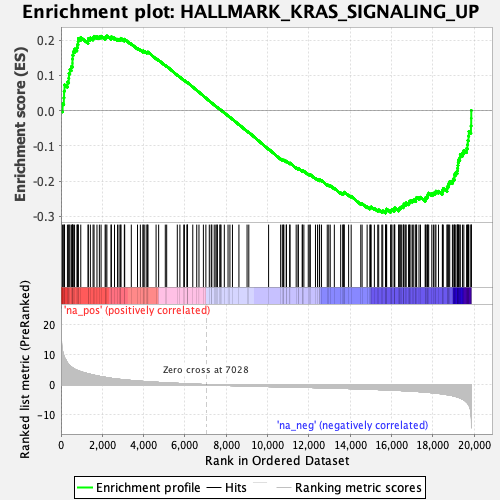 Enrichment plot: HALLMARK_KRAS_SIGNALING_UP
Enrichment score (ES)
0.2
0.1
0.0
-0.1
-0.2
-0.3
'na_pos' (positively correlated)
Ranked list metric (PreRanked)
20
10
0
-10
Zero cross at 7028
'na_neg' (negatively correlated)
0 2,000 4,000 6,000 8,000 10,000 12,000 14,000 16,000 18,000 20,000
Rank in Ordered Dataset
Enrichment profile Hits Ranking metric scores